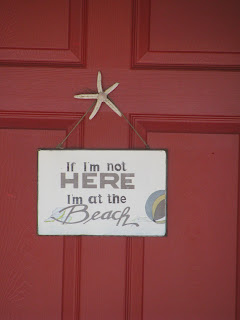 If I'm not
HERE
I'm at the
Beach